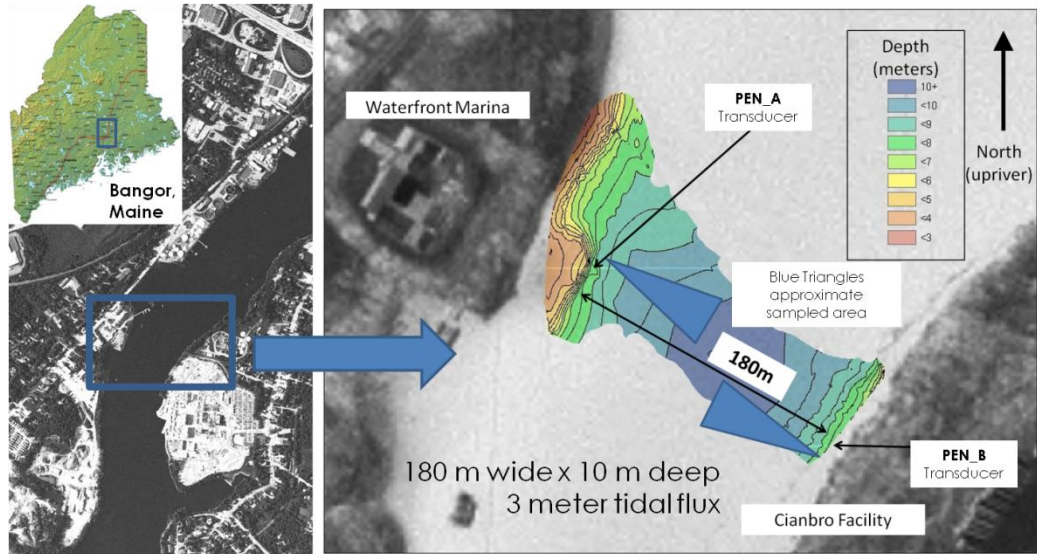 Bangor,
Maine
Waterfront Marina
PEN_A
Transducer
Depth
(meters)
10+
<10
<9
<8
<7
<6
<5
<4
<3
North
(upriver)
Blue Triangles
approximate
sampled area
180m
180 m wide x 10 m deep
3 meter tidal flux
PEN_B
Transducer
Cianbro Facility